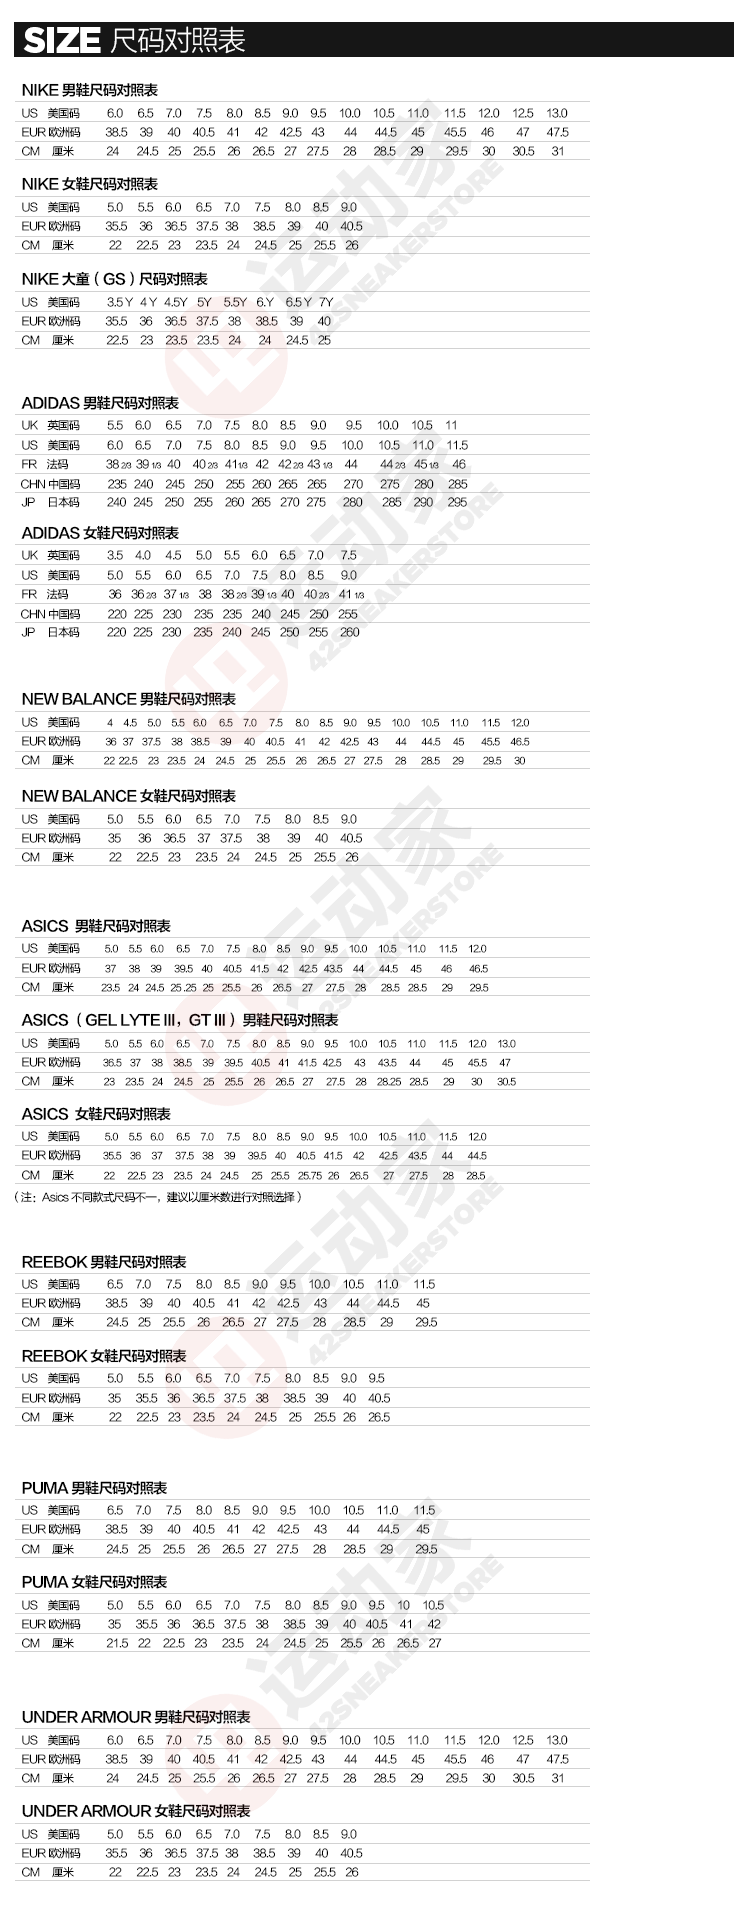 SIZE 尺码对照表
NIKE 男鞋尺码对照表
US 美国码 6.0 6.5 7.0 7.5 8.0 8.5 9.0 9.5 10.0 10.5 11.0 11.5 12.0 12.5 13.0
EUR 欧洲码 38.5 39 40 40.5 41 42 42.5 43 44 44.5 45 45.5 46 47 47.5
CM 厘米 24 24.5 25 25.5 26 26.5 27 27.5 28 28.5 29 29.5 30 30.5 31
NIKE 女鞋尺码对照表
US 美国码 5.0 5.5 6.0 6.5 7.0 7.5 8.0 8.5 9.0
EUR 欧洲码 35.5 36 36.5 37.5 38 38.5 39 40 40.5
CM 厘米 22 22.5 23 23.5 24 24.5 25 25.5 26
NIKE 大童（GS）尺码对照表
US 美国码 3.5 Y 4 Y 4.5Y 5Y 5.5Y 6.Y 6.5 Y 7Y
EUR 欧洲码 35.5 36 36.5 37.5 38 38.5 39 40
CM 厘米 22.5 23 23.5 23.5 24 24 24.5 25
ADIDAS 男鞋尺码对照表
UK 英国码 5.5 6.0 6.5 7.0 7.5 8.0 8.5 9.0 9.5 10.0 10.5 11
US 美国码 6.0 6.5 7.0 7.5 8.0 8.5 9.0 9.5 10.0 10.5 11.0 11.5
FR 法码 38 2/3 39 1/3 40 40 2/3 41 1/3 42 42 2/3 43 1/3 44 44 2/3 45 1/3 46
CHN 中国码 235 240 245 250 255 260 265 265 270 275 280 285
JP 日本码 240 245 250 255 260 265 270 275 280 285 290 295
ADIDAS 女鞋尺码对照表
UK 英国码 3.5 4.0 4.5 5.0 5.5 6.0 6.5 7.0 7.5
US 美国码 5.0 5.5 6.0 6.5 7.0 7.5 8.0 8.5 9.0
FR 法码 36 36 2/3 37 1/3 38 38 2/3 39 1/3 40 40 2/3 41 1/3
CHN 中国码 220 225 230 235 235 240 245 250 255
JP 日本码 220 225 230 235 240 245 250 255 260
NEW BALANCE 男鞋尺码对照表
US 美国码 4 4.5 5.0 5.5 6.0 6.5 7.0 7.5 8.0 8.5 9.0 9.5 10.0 10.5 11.0 11.5 12.0
EUR 欧洲码 36 37 37.5 38 38.5 39 40 40.5 41 42 42.5 43 44 44.5 45 45.5 46.5
CM 厘米 22 22.5 23 23.5 24 24.5 25 25.5 26 26.5 27 27.5 28 28.5 29 29.5 30
NEW BALANCE 女鞋尺码对照表
US 美国码 5.0 5.5 6.0 6.5 7.0 7.5 8.0 8.5 9.0
EUR 欧洲码 35 36 36.5 37 37.5 38 39 40 40.5
CM 厘米 22 22.5 23 23.5 24 24.5 25 25.5 26
ASICS 男鞋尺码对照表
US 美国码 5.0 5.5 6.0 6.5 7.0 7.5 8.0 8.5 9.0 9.5 10.0 10.5 11.0 11.5 12.0
EUR 欧洲码 37 38 39 39.5 40 40.5 41.5 42 42.5 43.5 44 44.5 45 46 46.5
CM 厘米 23.5 24 24.5 25 .25 25 25.5 26 26.5 27 27.5 28 28.5 28.5 29 29.5
ASICS（GEL LYTE III，GT III）男鞋尺码对照表
US 美国码 5.0 5.5 6.0 6.5 7.0 7.5 8.0 8.5 9.0 9.5 10.0 10.5 11.0 11.5 12.0 13.0
EUR 欧洲码 36.5 37 38 38.5 39 39.5 40.5 41 41.5 42.5 43 43.5 44 45 45.5 47
CM 厘米 23 23.5 24 24.5 25 25.5 26 26.5 27 27.5 28 28.25 28.5 29 30 30.5
ASICS 女鞋尺码对照表
US 美国码 5.0 5.5 6.0 6.5 7.0 7.5 8.0 8.5 9.0 9.5 10.0 10.5 11.0 11.5 12.0
EUR 欧洲码 35.5 36 37 37.5 38 39 39.5 40 40.5 41.5 42 42.5 43.5 44 44.5
CM 厘米 22 22.5 23 23.5 24 24.5 25 25.5 25.75 26 26.5 27 27.5 28 28.5
（注：Asics 不同款式尺码不一，建议以厘米数进行对照选择）
REEBOK 男鞋尺码对照表
US 美国码 6.5 7.0 7.5 8.0 8.5 9.0 9.5 10.0 10.5 11.0 11.5
EUR 欧洲码 38.5 39 40 40.5 41 42 42.5 43 44 44.5 45
CM 厘米 24.5 25 25.5 26 26.5 27 27.5 28 28.5 29 29.5
REEBOK 女鞋尺码对照表
US 美国码 5.0 5.5 6.0 6.5 7.0 7.5 8.0 8.5 9.0 9.5
EUR 欧洲码 35 35.5 36 36.5 37.5 38 38.5 39 40 40.5
CM 厘米 22 22.5 23 23.5 24 24.5 25 25.5 26 26.5
PUMA 男鞋尺码对照表
US 美国码 6.5 7.0 7.5 8.0 8.5 9.0 9.5 10.0 10.5 11.0 11.5
EUR 欧洲码 38.5 39 40 40.5 41 42 42.5 43 44 44.5 45
CM 厘米 24.5 25 25.5 26 26.5 27 27.5 28 28.5 29 29.5
PUMA 女鞋尺码对照表
US 美国码 5.0 5.5 6.0 6.5 7.0 7.5 8.0 8.5 9.0 9.5 10 10.5
EUR 欧洲码 35 35.5 36 36.5 37.5 38 38.5 39 40 40.5 41 42
CM 厘米 21.5 22 22.5 23 23.5 24 24.5 25 25.5 26 26.5 27
UNDER ARMOUR 男鞋尺码对照表
US 美国码 6.0 6.5 7.0 7.5 8.0 8.5 9.0 9.5 10.0 10.5 11.0 11.5 12.0 12.5 13.0
EUR 欧洲码 38.5 39 40 40.5 41 42 42.5 43 44 44.5 45 45.5 46 47 47.5
CM 厘米 24 24.5 25 25.5 26 26.5 27 27.5 28 28.5 29 29.5 30 30.5 31
UNDER ARMOUR 女鞋尺码对照表
US 美国码 5.0 5.5 6.0 6.5 7.0 7.5 8.0 8.5 9.0
EUR 欧洲码 35.5 36 36.5 37.5 38 38.5 39 40 40.5
CM 厘米 22 22.5 23 23.5 24 24.5 25 25.5 26
运动家
42SNEAKERSTORE
运动家
42SNEAKERSTORE
运动家
42SNEAKERSTORE
运动家
42SNEAKERSTORE
运动家
42SNEAKERSTORE